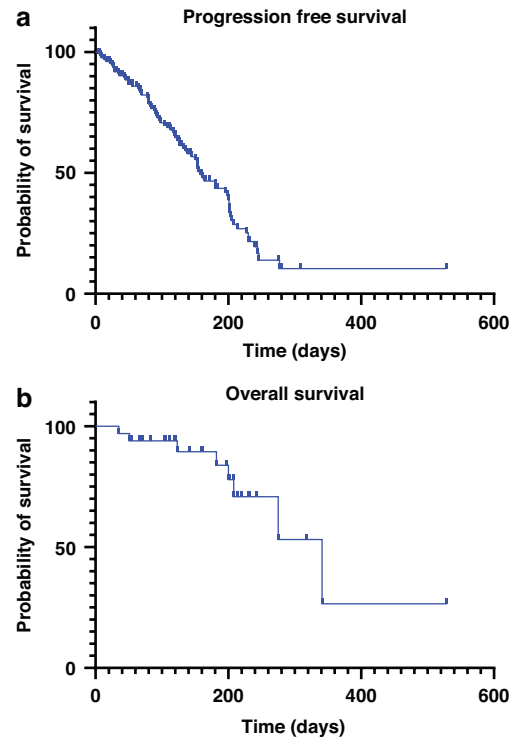 a
Progression free survival
Probability of survival
100
50
0
0 200 400 600
Time (days)
b
Overall survival
Probability of survival
100
50
0
0 200 400 600
Time (days)